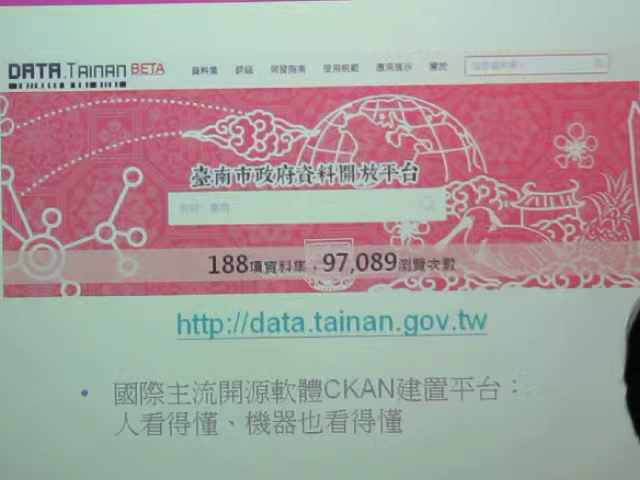 DATA.TAINAN BETA
資料集 群組 開發指南 使用規範 應用展示 關於
臺南市政府資料開放平台
188項資料集，97,089瀏覽次數
http://data.tainan.gov.tw
• 國際主流開源軟體CKAN建置平台：
人看得懂、機器也看得懂